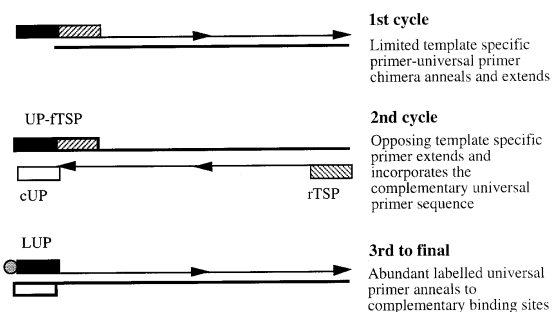 1st cycle
Limited template specific
primer-universal primer
chimera anneals and extends
UP-fTSP
2nd cycle
Opposing template specific
primer extends and
incorporates the
complementary universal
primer sequence
cUP
rTSP
LUP
3rd to final
Abundant labelled universal
primer anneals to
complementary binding sites